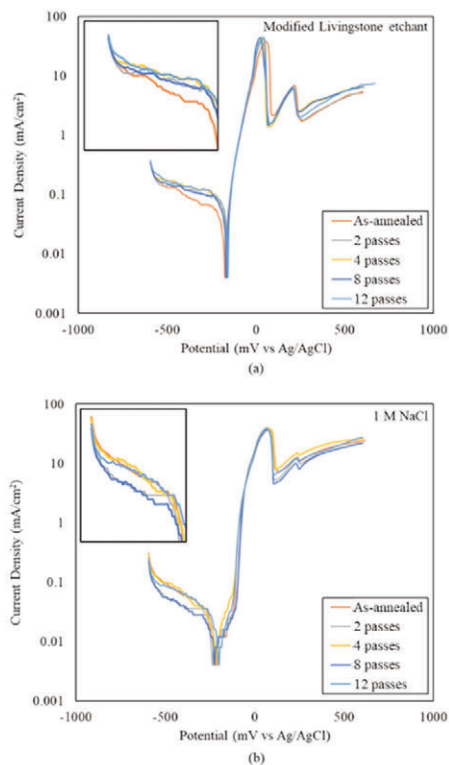 Modified Livingstone etchant
100
10
1
0.1
0.01
0.001
Current Density (mA/cm²)
As-annealed
2 passes
4 passes
8 passes
12 passes
-1000
-500
0
500
1000
Potential (mV vs Ag/AgCl)
(a)
1 M NaCl
100
10
1
0.1
0.01
0.001
Current Density (mA/cm²)
As-annealed
2 passes
4 passes
8 passes
12 passes
-1000
-500
0
500
1000
Potential (mV vs Ag/AgCl)
(b)